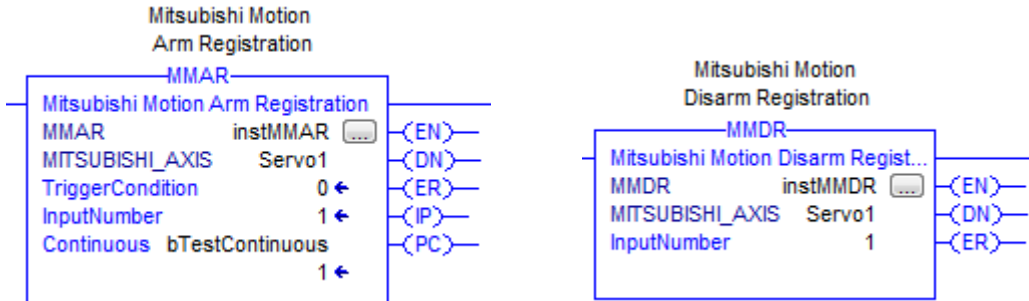 Mitsubishi Motion
Arm Registration
MMAR
Mitsubishi Motion Arm Registration
MMAR instMMAR ...
(EN)
MITSUBISHI_AXIS Servo1
(DN)
TriggerCondition 0
(ER)
InputNumber 1
(IP)
Continuous bTestContinuous
(PC)
1
Mitsubishi Motion
Disarm Registration
MMDR
Mitsubishi Motion Disarm Regist...
MMDR instMMDR ...
(EN)
MITSUBISHI_AXIS Servo1
(DN)
InputNumber 1
(ER)